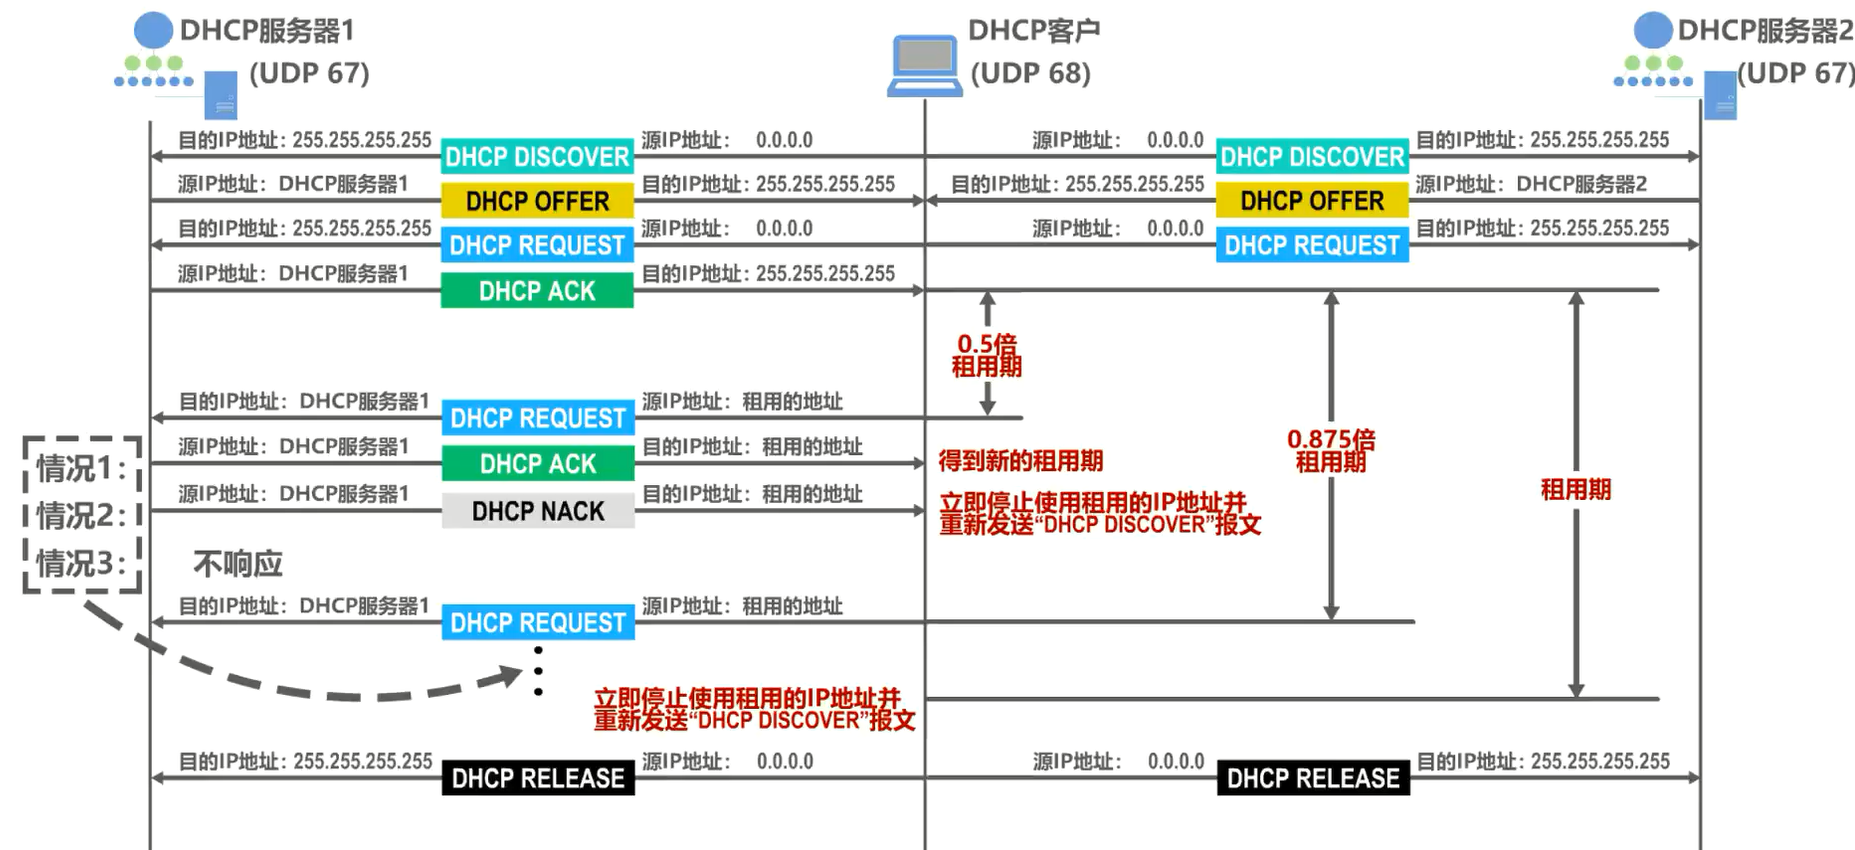 DHCP服务器1
(UDP 67)
DHCP客户
(UDP 68)
DHCP服务器2
(UDP 67)
目的IP地址: 255.255.255.255 DHCP DISCOVER 源IP地址: 0.0.0.0 源IP地址: 0.0.0.0 DHCP DISCOVER 目的IP地址: 255.255.255.255
源IP地址: DHCP服务器1 DHCP OFFER 目的IP地址: 255.255.255.255 目的IP地址: 255.255.255.255 DHCP OFFER 源IP地址: DHCP服务器2
目的IP地址: 255.255.255.255 DHCP REQUEST 源IP地址: 0.0.0.0 源IP地址: 0.0.0.0 DHCP REQUEST 目的IP地址: 255.255.255.255
源IP地址: DHCP服务器1 DHCP ACK 目的IP地址: 255.255.255.255
0.5倍
租用期
目的IP地址: DHCP服务器1 DHCP REQUEST 源IP地址: 租用的地址
0.875倍
租用期
租用期
情况1: 源IP地址: DHCP服务器1 DHCP ACK 目的IP地址: 租用的地址 得到新的租用期
情况2: 源IP地址: DHCP服务器1 DHCP NACK 目的IP地址: 租用的地址
立即停止使用租用的IP地址并
重新发送“DHCP DISCOVER”报文
情况3: 不响应
目的IP地址: DHCP服务器1 DHCP REQUEST 源IP地址: 租用的地址
立即停止使用租用的IP地址并
重新发送“DHCP DISCOVER”报文
目的IP地址: 255.255.255.255 DHCP RELEASE 源IP地址: 0.0.0.0 源IP地址: 0.0.0.0 DHCP RELEASE 目的IP地址: 255.255.255.255